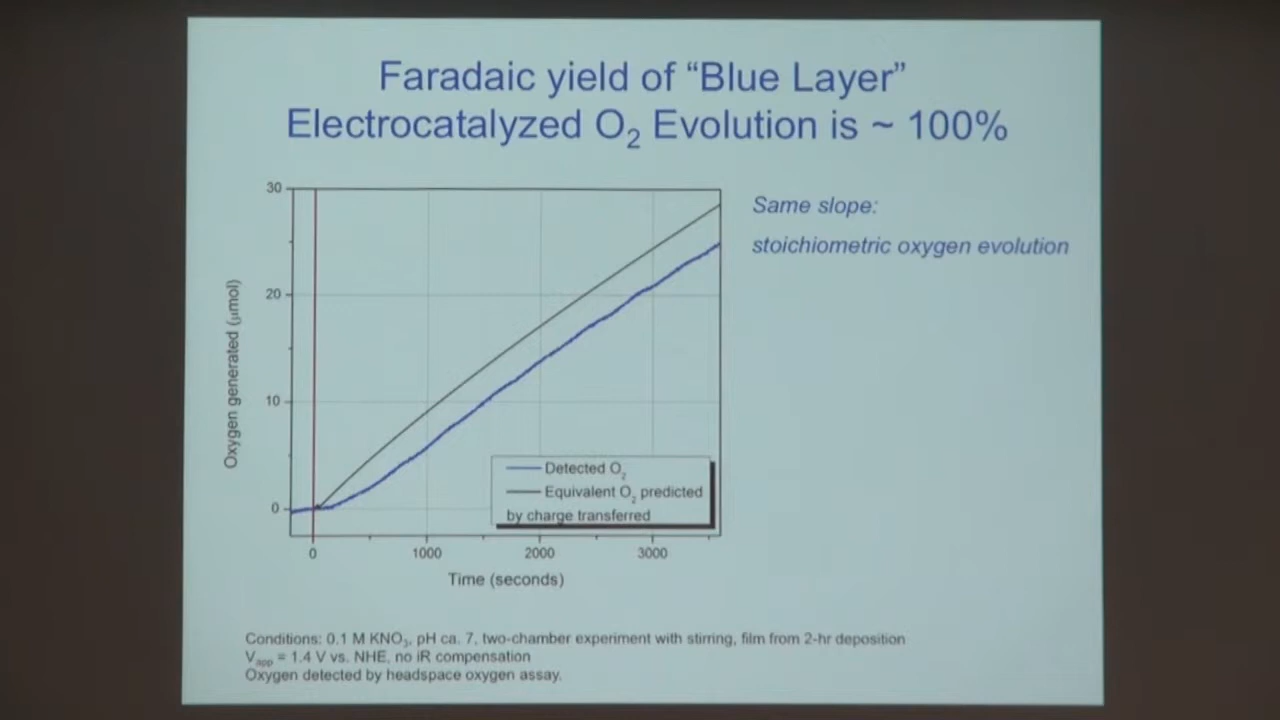 Faradaic yield of “Blue Layer”
Electrocatalyzed O2 Evolution is ~ 100%
Same slope:
stoichiometric oxygen evolution
30
20
10
0
Oxygen generated (μmol)
Detected O2
Equivalent O2 predicted
by charge transferred
0 1000 2000 3000
Time (seconds)
Conditions: 0.1 M KNO3, pH ca. 7, two-chamber experiment with stirring, film from 2-hr deposition
Vapp = 1.4 V vs. NHE, no iR compensation
Oxygen detected by headspace oxygen assay.